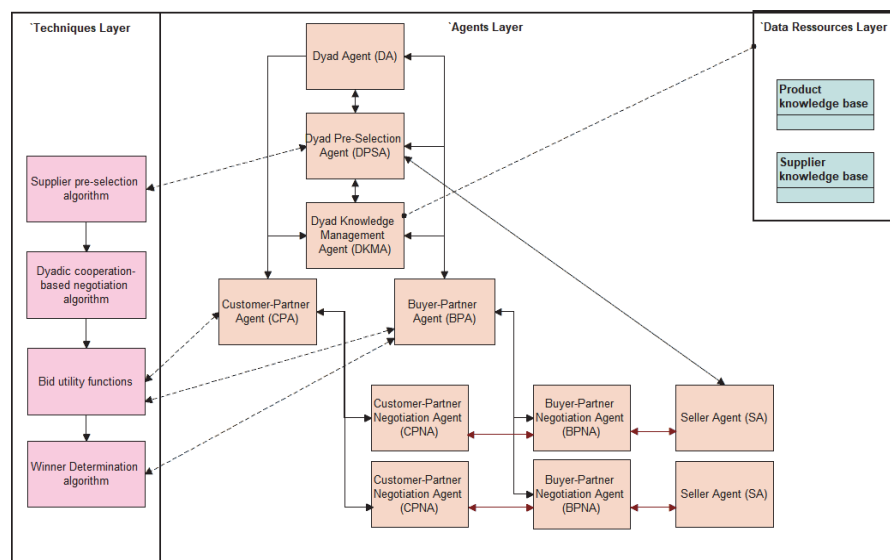 `Techniques Layer
`Agents Layer
`Data Ressources Layer
Dyad Agent (DA)
Product
knowledge base
Dyad Pre-Selection
Agent (DPSA)
Supplier
knowledge base
Supplier pre-selection
algorithm
Dyad Knowledge
Management
Agent (DKMA)
Dyadic cooperation-
based negotiation
algorithm
Customer-Partner
Agent (CPA)
Buyer-Partner
Agent (BPA)
Bid utility functions
Customer-Partner
Negotiation Agent
(CPNA)
Buyer-Partner
Negotiation Agent
(BPNA)
Seller Agent (SA)
Winner Determination
algorithm
Customer-Partner
Negotiation Agent
(CPNA)
Buyer-Partner
Negotiation Agent
(BPNA)
Seller Agent (SA)